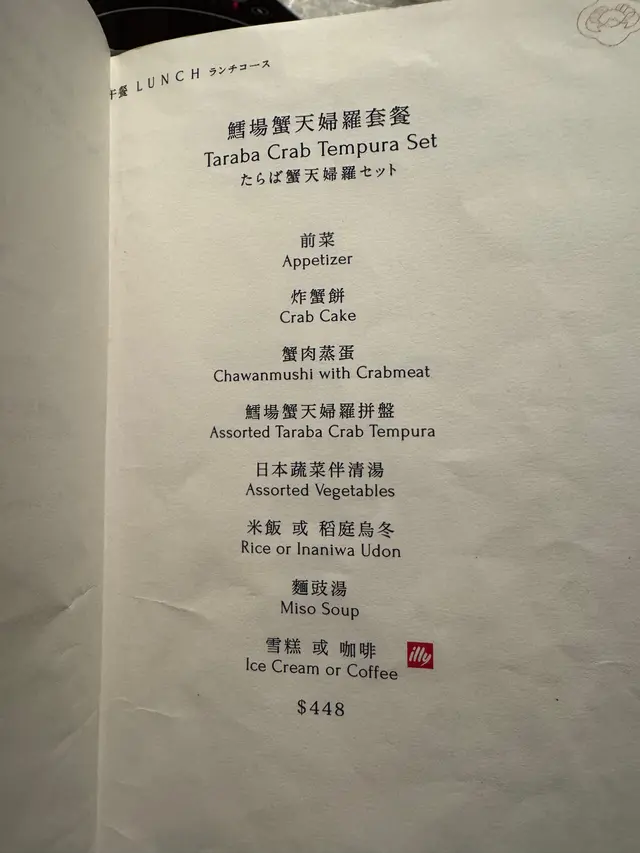 午餐 LUNCH ランチコース
鱈場蟹天婦羅套餐
Taraba Crab Tempura Set
たらば蟹天婦羅セット
前菜
Appetizer
炸蟹餅
Crab Cake
蟹肉蒸蛋
Chawanmushi with Crabmeat
鱈場蟹天婦羅拼盤
Assorted Taraba Crab Tempura
日本蔬菜伴清湯
Assorted Vegetables
米飯 或 稻庭烏冬
Rice or Inaniwa Udon
麵豉湯
Miso Soup
雪糕 或 咖啡
Ice Cream or Coffee
illy
$448